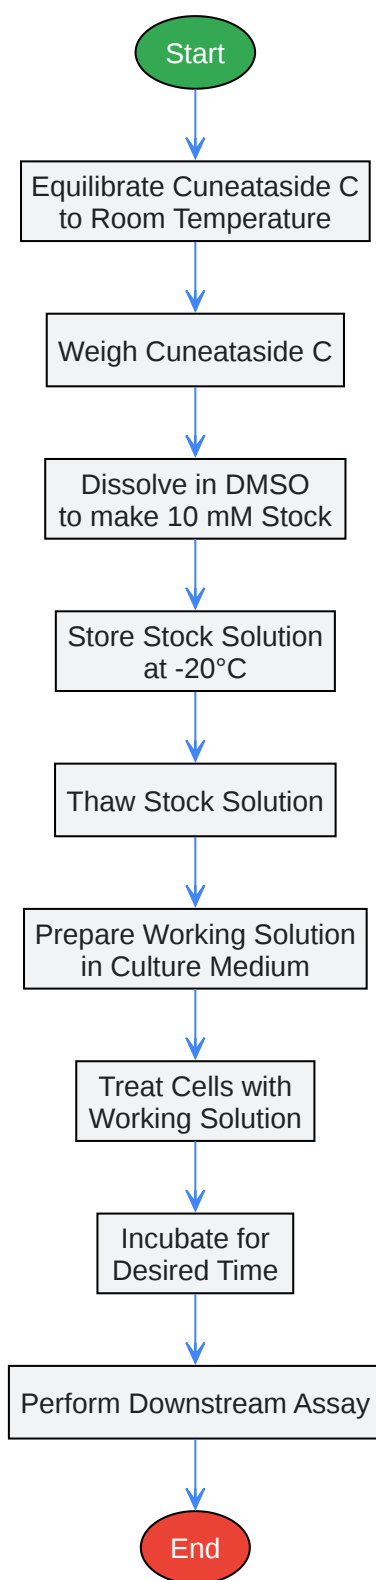 Start
Equilibrate Cuneataside C
to Room Temperature
Weigh Cuneataside C
Dissolve in DMSO
to make 10 mM Stock
Store Stock Solution
at -20°C
Thaw Stock Solution
Prepare Working Solution
in Culture Medium
Treat Cells with
Working Solution
Incubate for
Desired Time
Perform Downstream Assay
End